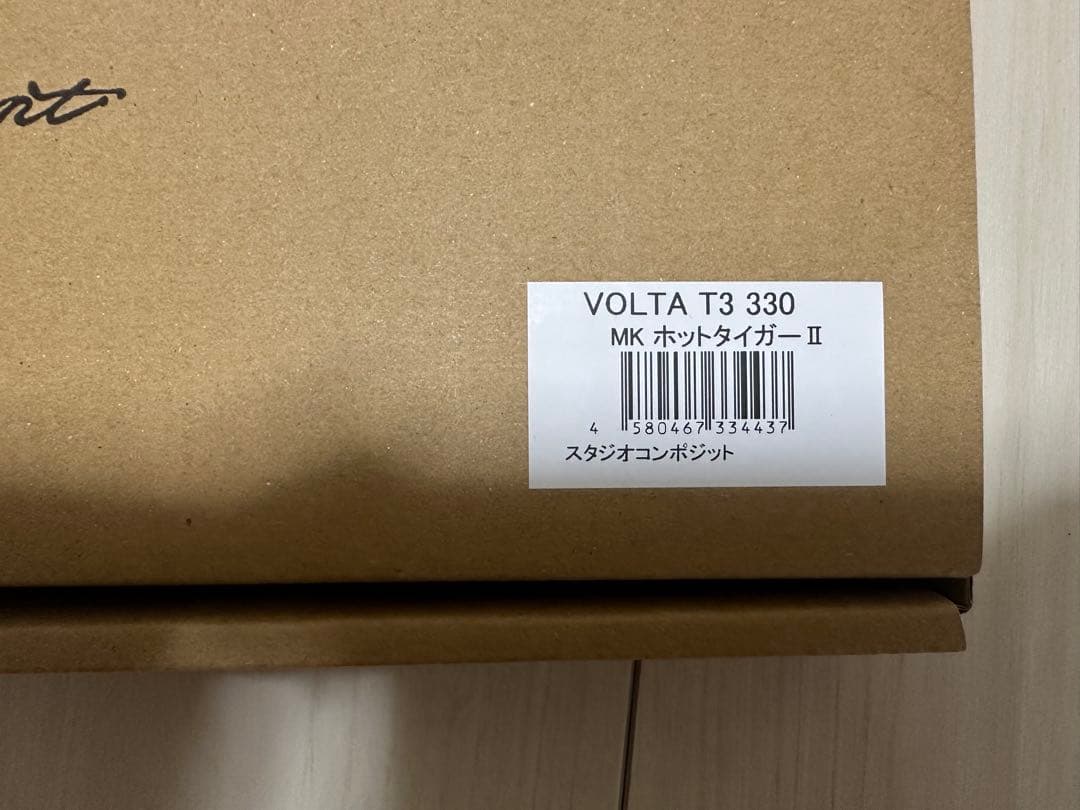 VOLTA T3 330
MK ホットタイガーⅡ
4 580467 334437
スタジオコンポジット